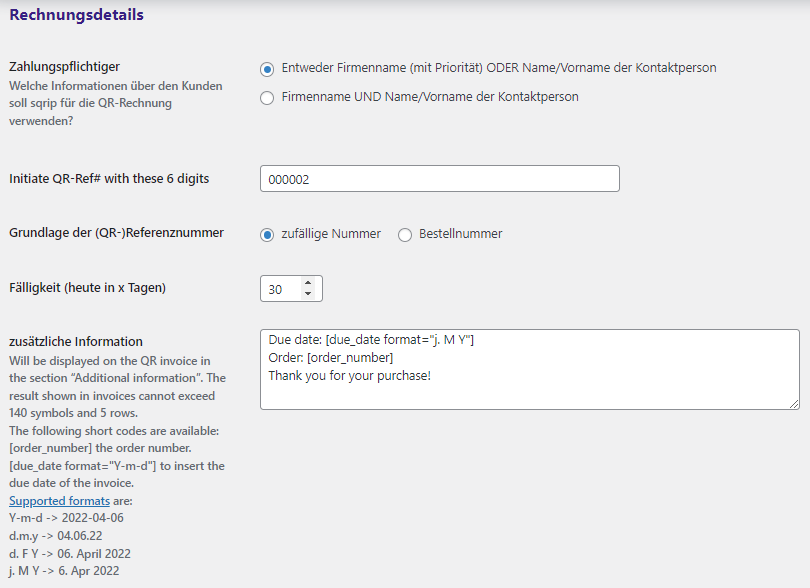 Rechnungsdetails
Zahlungspflichtiger
Welche Informationen über den Kunden
soll sqrip für die QR-Rechnung
verwenden?
Entweder Firmenname (mit Priorität) ODER Name/Vorname der Kontaktperson
Firmenname UND Name/Vorname der Kontaktperson
Initiate QR-Ref# with these 6 digits
000002
Grundlage der (QR-)Referenznummer
zufällige Nummer
Bestellnummer
Fälligkeit (heute in x Tagen)
30
zusätzliche Information
Will be displayed on the QR invoice in
the section “Additional information”. The
result shown in invoices cannot exceed
140 symbols and 5 rows.
The following short codes are available:
[order_number] the order number.
[due_date format="Y-m-d"] to insert the
due date of the invoice.
Supported formats are:
Y-m-d -> 2022-04-06
d.m.y -> 04.06.22
d. F Y -> 06. April 2022
j. M Y -> 6. Apr 2022
Due date: [due_date format="j. M Y"]
Order: [order_number]
Thank you for your purchase!